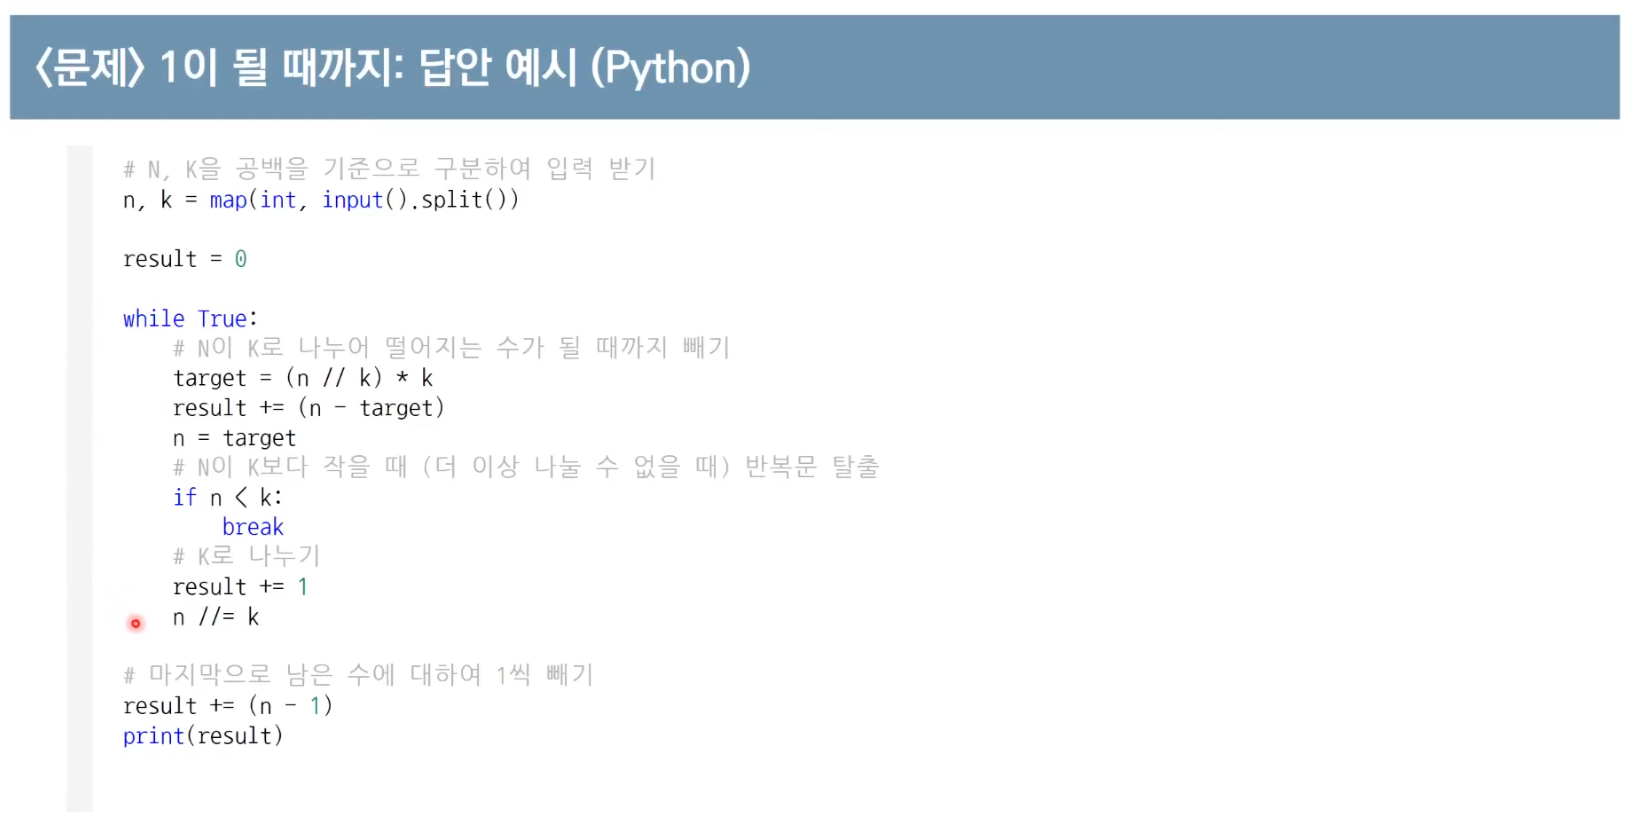 <문제> 1이 될 때까지: 답안 예시 (Python)
# N, K을 공백을 기준으로 구분하여 입력 받기
n, k = map(int, input().split())
result = 0
while True:
# N이 K로 나누어 떨어지는 수가 될 때까지 빼기
target = (n // k) * k
result += (n - target)
n = target
# N이 K보다 작을 때 (더 이상 나눌 수 없을 때) 반복문 탈출
if n < k:
break
# K로 나누기
result += 1
n //= k
# 마지막으로 남은 수에 대하여 1씩 빼기
result += (n - 1)
print(result)